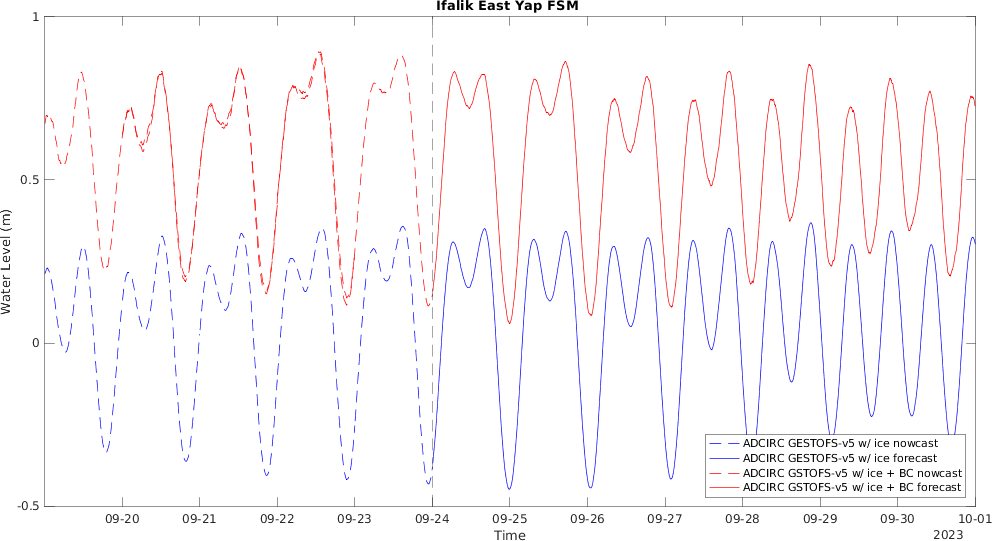 Ifalik East Yap FSM
1
0.5
0
-0.5
Water Level (m)
ADCIRC GESTOFS-v5 w/ ice nowcast
ADCIRC GESTOFS-v5 w/ ice forecast
ADCIRC GSTOFS-v5 w/ ice + BC nowcast
ADCIRC GSTOFS-v5 w/ ice + BC forecast
09-20 09-21 09-22 09-23 09-24 09-25 09-26 09-27 09-28 09-29 09-30 10-01
Time
2023